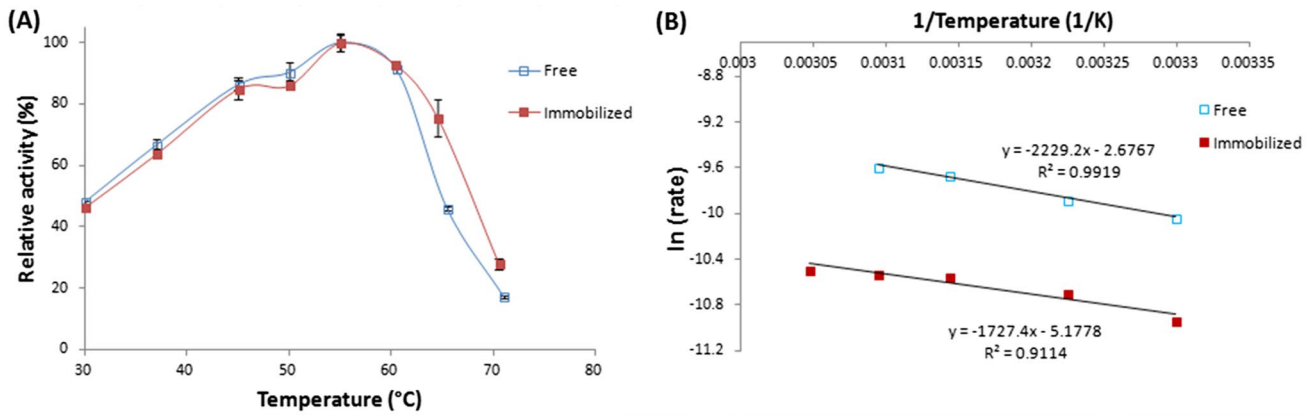 (A)
100
80
60
40
20
0
30 40 50 60 70 80
Relative activity (%)
Temperature (°C)
Free
Immobilized
(B)
1/Temperature (1/K)
0.003 0.00305 0.0031 0.00315 0.0032 0.00325 0.0033 0.00335
-8.8
-9.2
-9.6
-10
-10.4
-10.8
-11.2
ln (rate)
Free
Immobilized
y = -2229.2x - 2.6767
R² = 0.9919
y = -1727.4x - 5.1778
R² = 0.9114